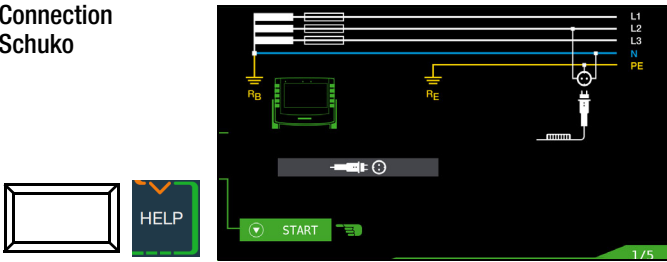 Connection
Schuko
L1
L2
L3
N
PE
RB
RE
HELP
START
1/5